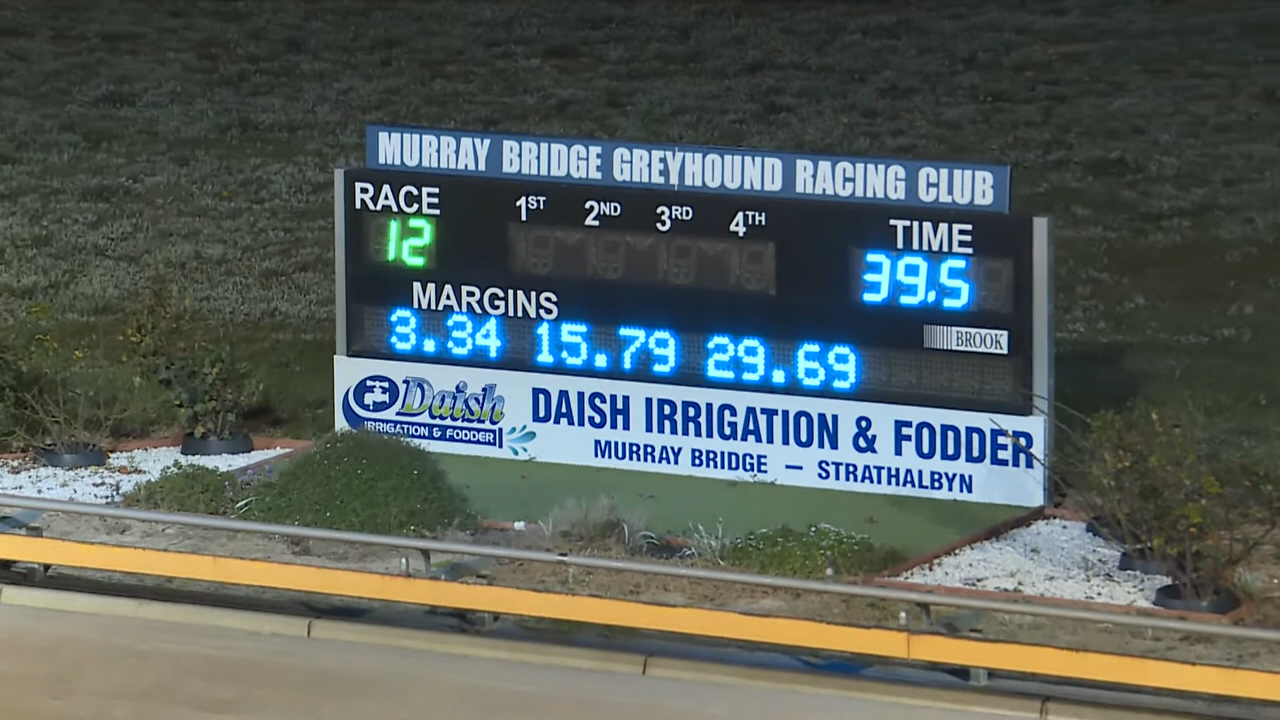 MURRAY BRIDGE GREYHOUND RACING CLUB
RACE 1ST 2ND 3RD 4TH TIME
12 39.5
MARGINS
3.34 15.79 29.69
BROOK
Daish
IRRIGATION & FODDER
DAISH IRRIGATION & FODDER
MURRAY BRIDGE – STRATHALBYN